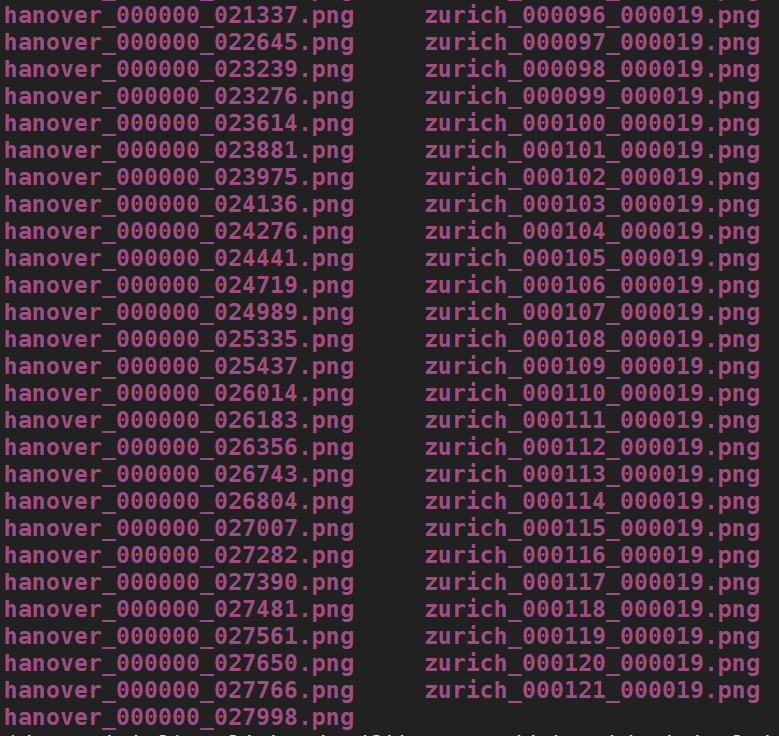 hanover_000000_021337.png zurich_000096_000019.png
hanover_000000_022645.png zurich_000097_000019.png
hanover_000000_023239.png zurich_000098_000019.png
hanover_000000_023276.png zurich_000099_000019.png
hanover_000000_023614.png zurich_000100_000019.png
hanover_000000_023881.png zurich_000101_000019.png
hanover_000000_023975.png zurich_000102_000019.png
hanover_000000_024136.png zurich_000103_000019.png
hanover_000000_024276.png zurich_000104_000019.png
hanover_000000_024441.png zurich_000105_000019.png
hanover_000000_024719.png zurich_000106_000019.png
hanover_000000_024989.png zurich_000107_000019.png
hanover_000000_025335.png zurich_000108_000019.png
hanover_000000_025437.png zurich_000109_000019.png
hanover_000000_026014.png zurich_000110_000019.png
hanover_000000_026183.png zurich_000111_000019.png
hanover_000000_026356.png zurich_000112_000019.png
hanover_000000_026743.png zurich_000113_000019.png
hanover_000000_026804.png zurich_000114_000019.png
hanover_000000_027007.png zurich_000115_000019.png
hanover_000000_027282.png zurich_000116_000019.png
hanover_000000_027390.png zurich_000117_000019.png
hanover_000000_027481.png zurich_000118_000019.png
hanover_000000_027561.png zurich_000119_000019.png
hanover_000000_027650.png zurich_000120_000019.png
hanover_000000_027766.png zurich_000121_000019.png
hanover_000000_027998.png